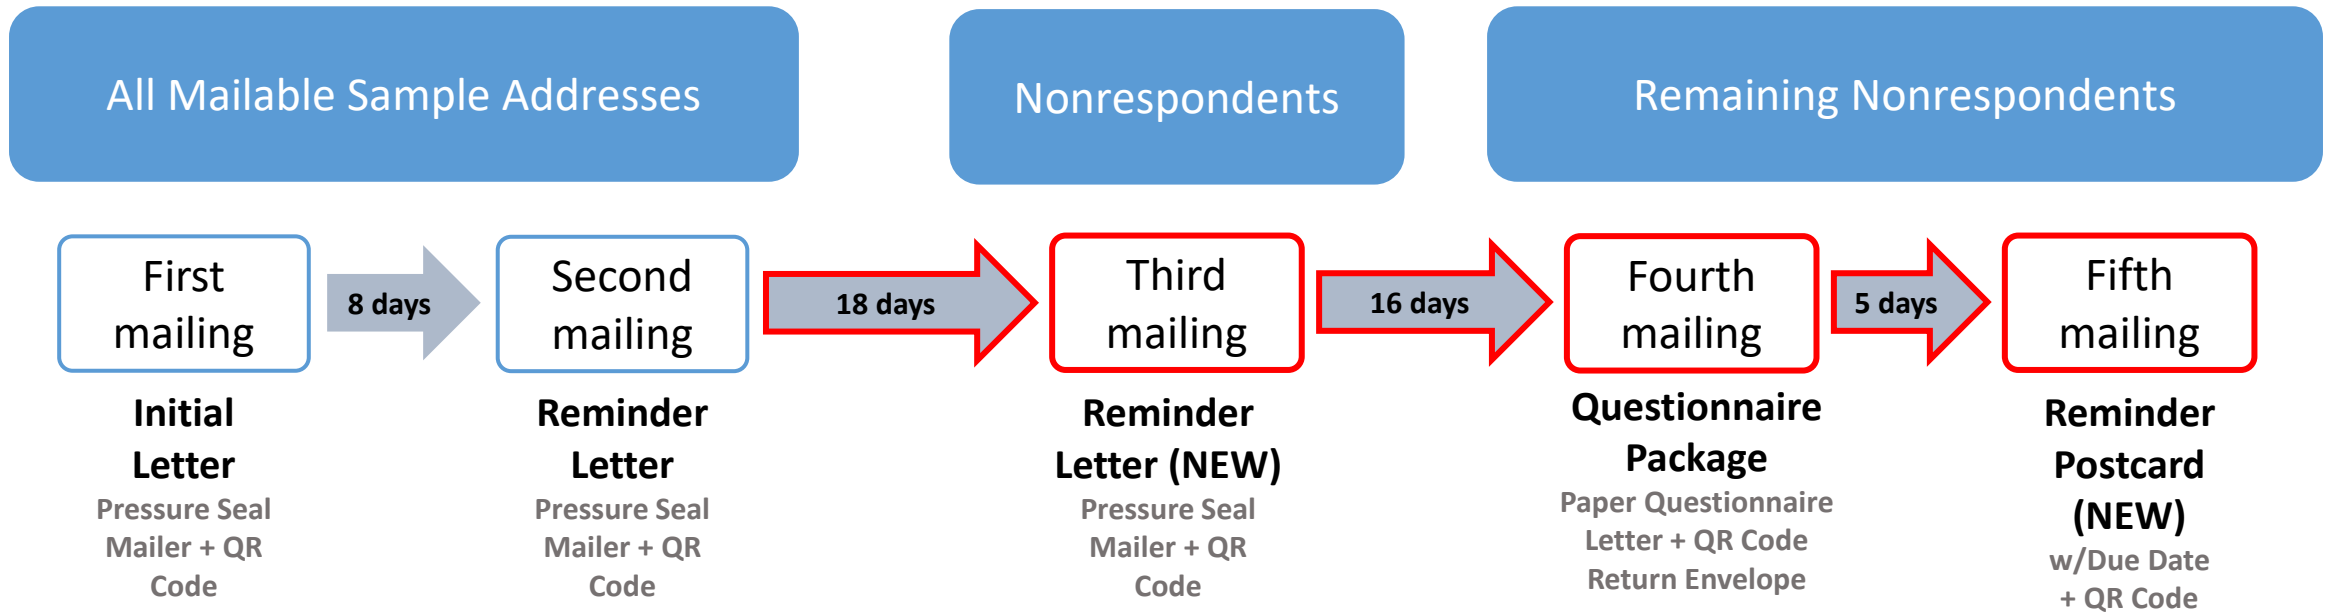 All Mailable Sample Addresses
Nonrespondents
Remaining Nonrespondents
First
mailing
8 days
Second
mailing
18 days
Third
mailing
16 days
Fourth
mailing
5 days
Fifth
mailing
Initial
Letter
Pressure Seal
Mailer + QR
Code
Reminder
Letter
Pressure Seal
Mailer + QR
Code
Reminder
Letter (NEW)
Pressure Seal
Mailer + QR
Code
Questionnaire
Package
Paper Questionnaire
Letter + QR Code
Return Envelope
Reminder
Postcard
(NEW)
w/Due Date
+ QR Code